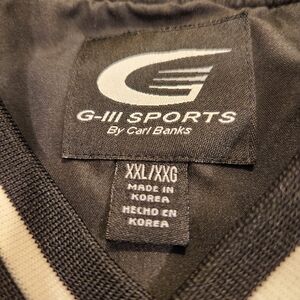 G-III SPORTS
By Carl Banks
XXL/XXG
MADE IN
KOREA
HECHO EN
KOREA